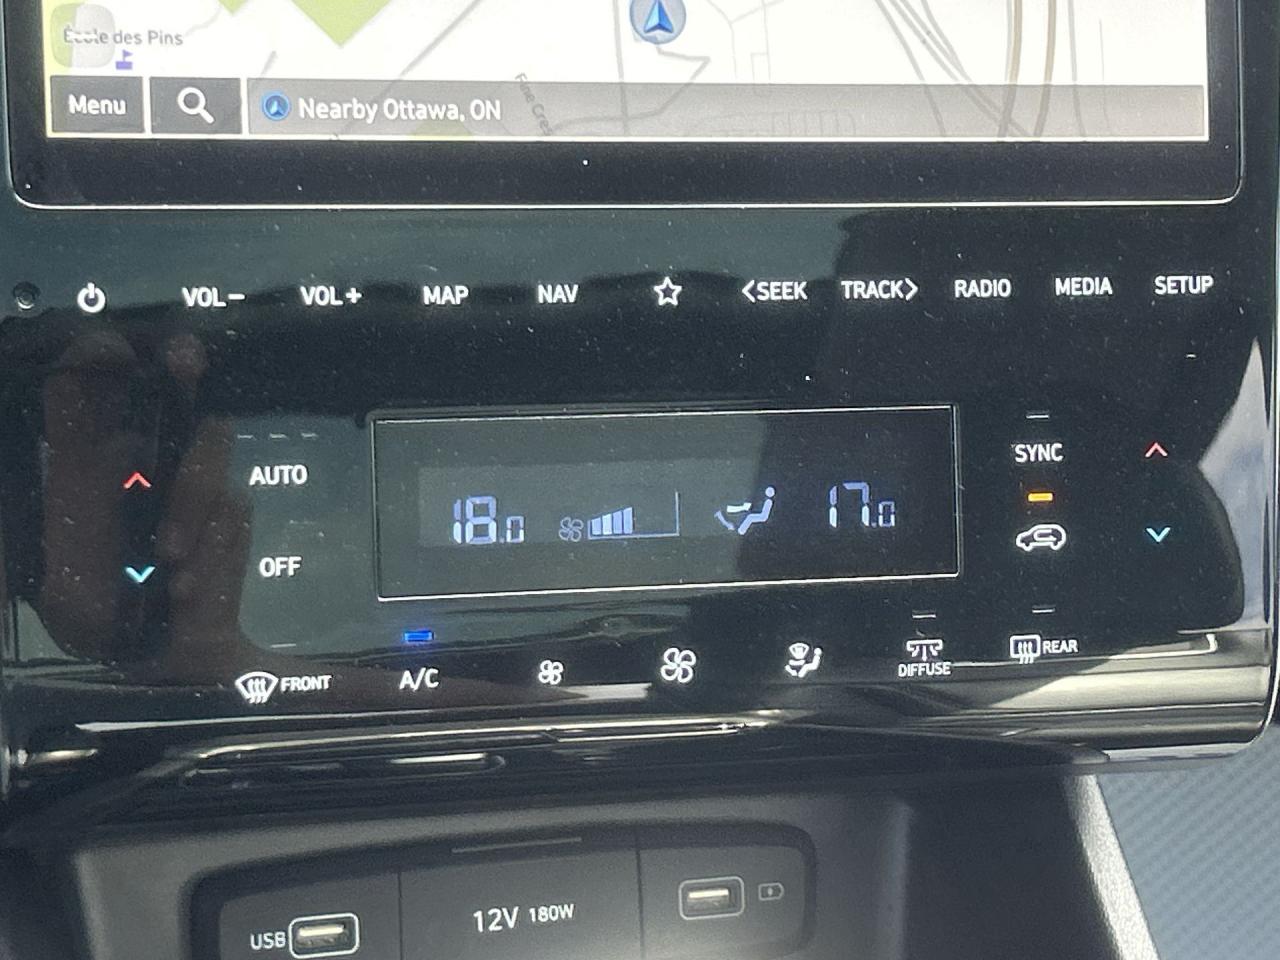 École des Pins
Menu
Nearby Ottawa, ON
VOL− VOL+ MAP NAV <SEEK TRACK> RADIO MEDIA SETUP
AUTO
SYNC
18.0 17.0
OFF
FRONT A/C DIFFUSE REAR
USB 12V 180W